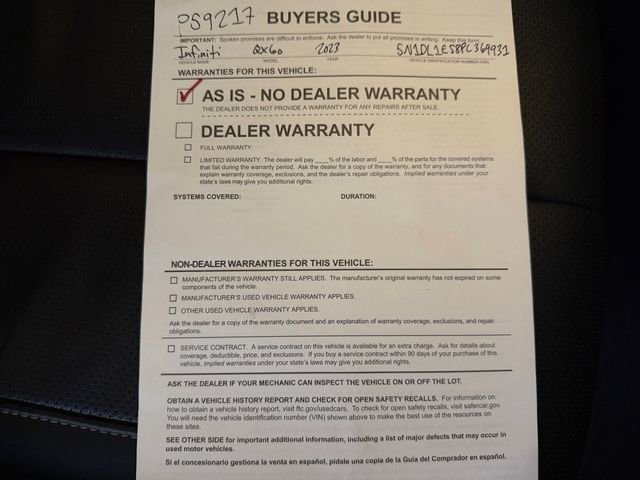 PS9217 BUYERS GUIDE
IMPORTANT: Spoken promises are difficult to enforce. Ask the dealer to put all promises in writing. Keep this form.
Infiniti QX60 2023 5N1DL1ES8PC369931
VEHICLE MAKE MODEL YEAR VEHICLE IDENTIFICATION NUMBER (VIN)
WARRANTIES FOR THIS VEHICLE:
AS IS - NO DEALER WARRANTY
THE DEALER DOES NOT PROVIDE A WARRANTY FOR ANY REPAIRS AFTER SALE.
DEALER WARRANTY
FULL WARRANTY.
LIMITED WARRANTY. The dealer will pay ____% of the labor and ____% of the parts for the covered systems
that fail during the warranty period. Ask the dealer for a copy of the warranty, and for any documents that
explain warranty coverage, exclusions, and the dealer's repair obligations. Implied warranties under your
state's laws may give you additional rights.
SYSTEMS COVERED: DURATION:
NON-DEALER WARRANTIES FOR THIS VEHICLE:
MANUFACTURER'S WARRANTY STILL APPLIES. The manufacturer's original warranty has not expired on some
components of the vehicle.
MANUFACTURER'S USED VEHICLE WARRANTY APPLIES.
OTHER USED VEHICLE WARRANTY APPLIES.
Ask the dealer for a copy of the warranty document and an explanation of warranty coverage, exclusions, and repair
obligations.
SERVICE CONTRACT. A service contract on this vehicle is available for an extra charge. Ask for details about
coverage, deductible, price, and exclusions. If you buy a service contract within 90 days of your purchase of this
vehicle, implied warranties under your state's laws may give you additional rights.
ASK THE DEALER IF YOUR MECHANIC CAN INSPECT THE VEHICLE ON OR OFF THE LOT.
OBTAIN A VEHICLE HISTORY REPORT AND CHECK FOR OPEN SAFETY RECALLS. For information on
how to obtain a vehicle history report, visit ftc.gov/usedcars. To check for open safety recalls, visit safercar.gov.
You will need the vehicle identification number (VIN) shown above to make the best use of the resources on
these sites.
SEE OTHER SIDE for important additional information, including a list of major defects that may occur in
used motor vehicles.
Si el concesionario gestiona la venta en español, pídale una copia de la Guía del Comprador en español.